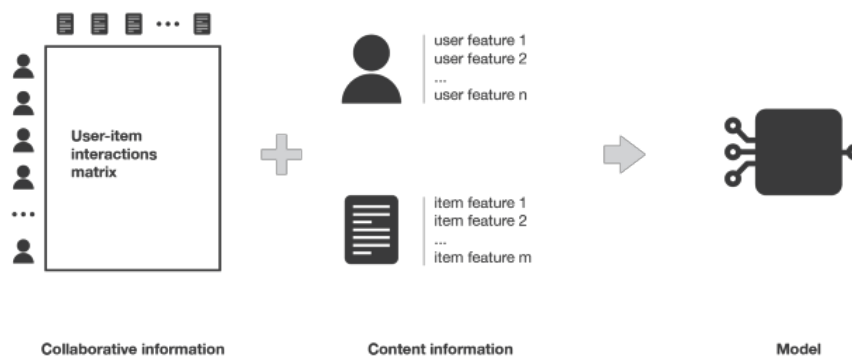 User-item
interactions
matrix
user feature 1
user feature 2
...
user feature n
item feature 1
item feature 2
...
item feature m
Collaborative information
Content information
Model